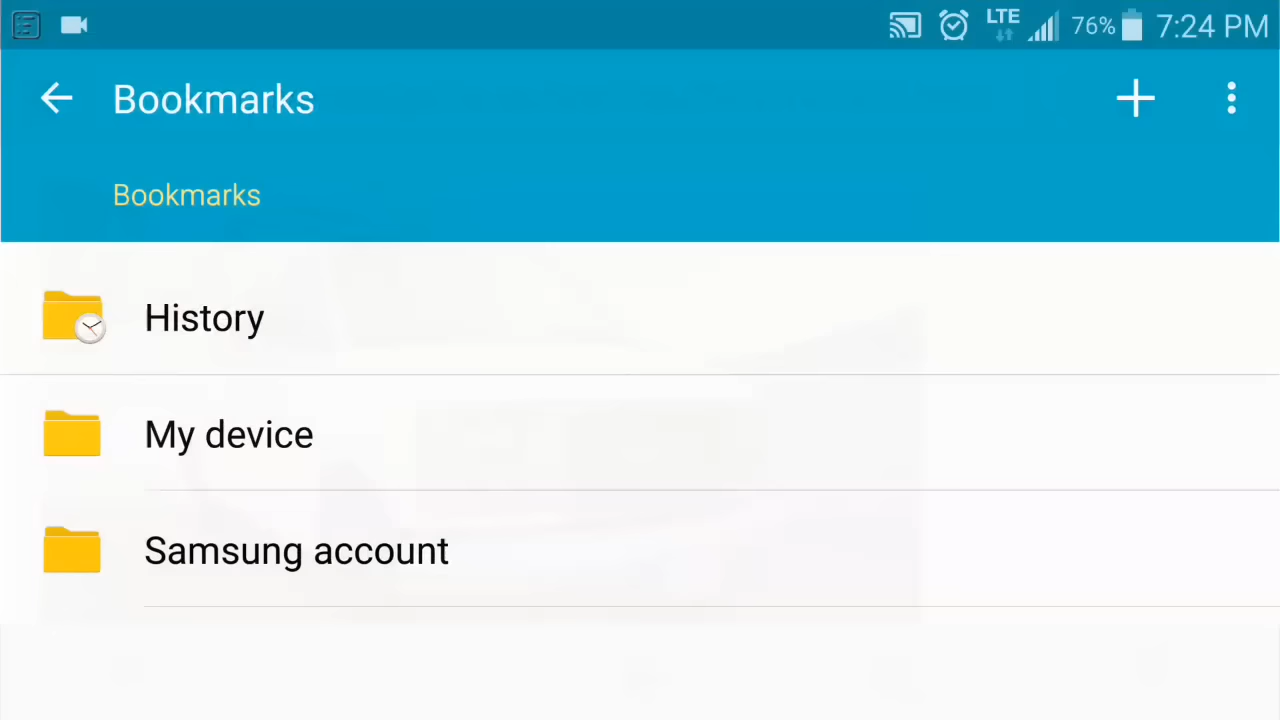 LTE 76% 7:24 PM
Bookmarks
Bookmarks
History
My device
Samsung account